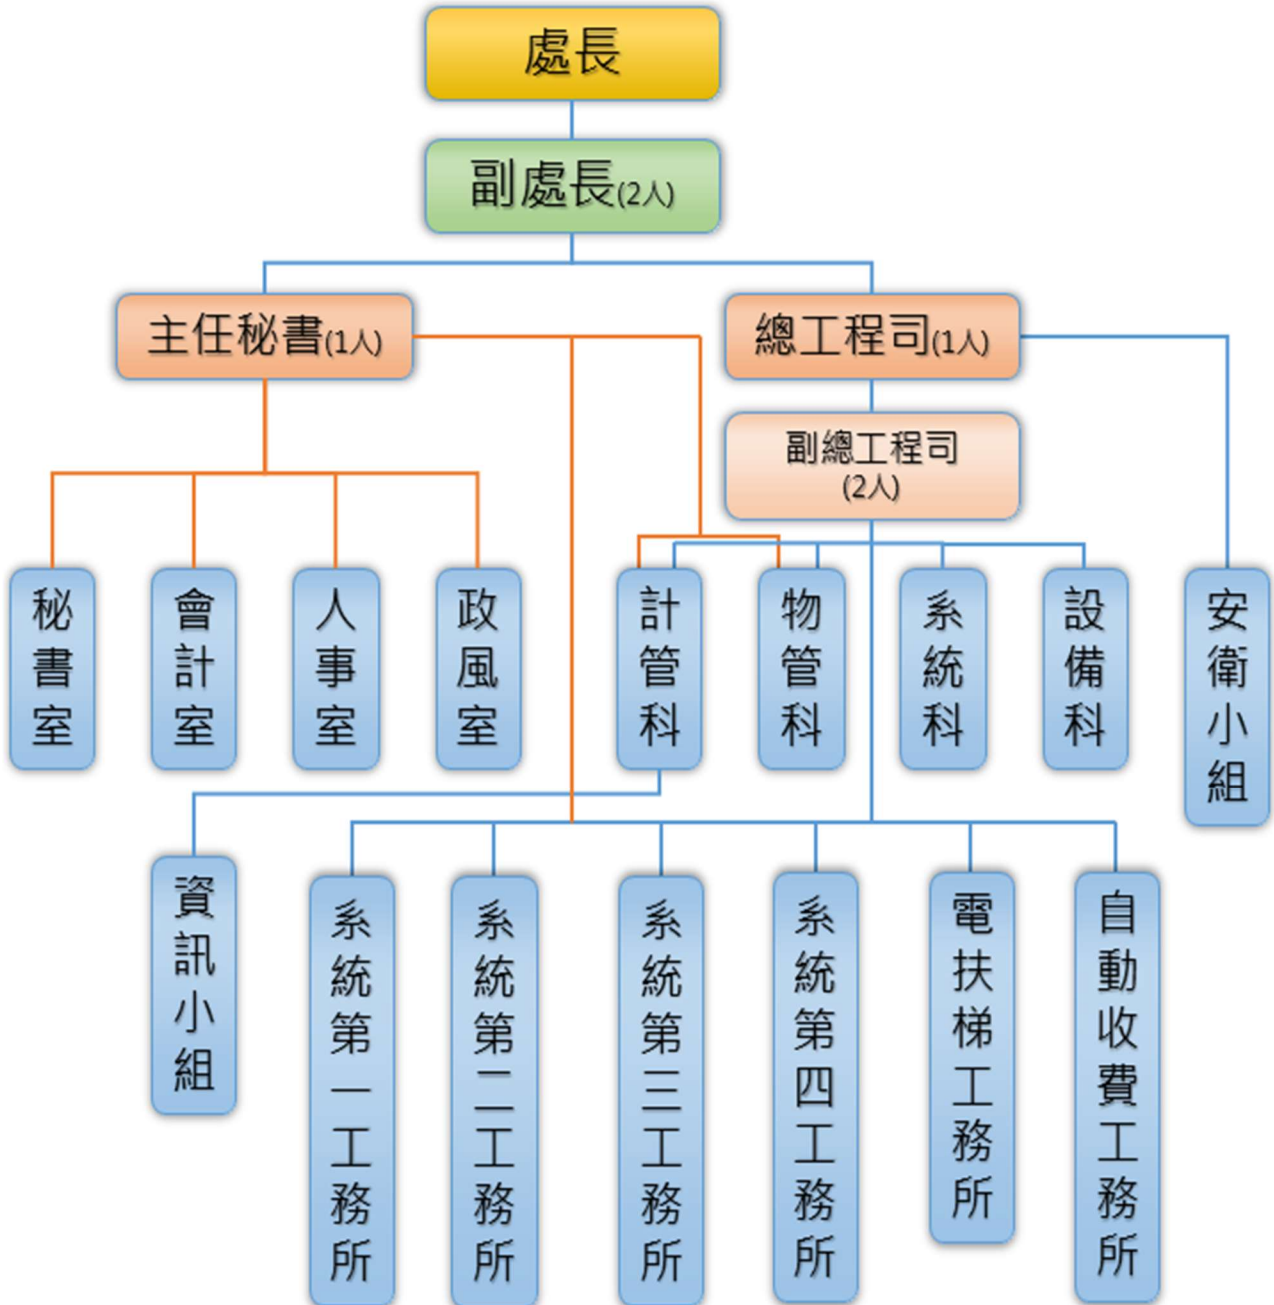 處長
副處長(2人)
主任秘書(1人)
總工程司(1人)
副總工程司
(2人)
秘書室
會計室
人事室
政風室
計管科
物管科
系統科
設備科
安衛小組
資訊小組
系統第一工務所
系統第二工務所
系統第三工務所
系統第四工務所
電扶梯工務所
自動收費工務所